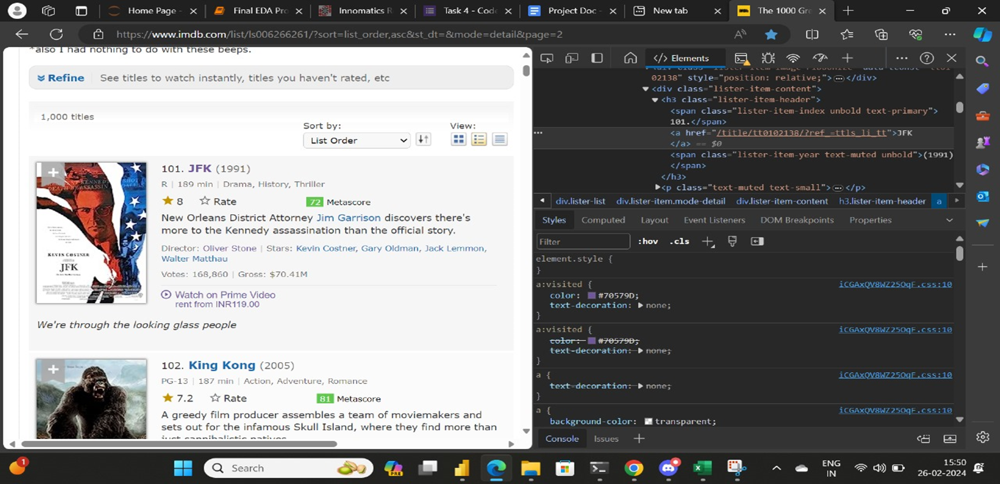 Home Page -
Final EDA Pro
Innomatics R
Task 4 - Cod
Project Doc -
New tab
The 1000 Gr
https://www.imdb.com/list/ls006266261/?sort=list_order,asc&st_dt=&mode=detail&page=2
*also I had nothing to do with these beeps.
Refine
See titles to watch instantly, titles you haven't rated, etc
1,000 titles
Sort by:
View:
List Order
101. JFK (1991)
R | 189 min | Drama, History, Thriller
8
Rate
72 Metascore
New Orleans District Attorney Jim Garrison discovers there's
more to the Kennedy assassination than the official story.
Director: Oliver Stone | Stars: Kevin Costner, Gary Oldman, Jack Lemmon,
Walter Matthau
Votes: 168,860 | Gross: $70.41M
Watch on Prime Video
rent from INR119.00
KEVIN COSTNER
JFK
We're through the looking glass people
102. King Kong (2005)
PG-13 | 187 min | Action, Adventure, Romance
7.2
Rate
81 Metascore
A greedy film producer assembles a team of moviemakers and
sets out for the infamous Skull Island, where they find more than
just cannibalistic natives.
</> Elements
02138" style="position: relative;">…</div>
<div class="lister-item-content">
<h3 class="lister-item-header">
<span class="lister-item-index unbold text-primary">
101.</span>
<a href="/title/tt0102138/?ref_=ttls_li_tt">JFK
</a> == $0
<span class="lister-item-year text-muted unbold">(1991)
</span>
</h3>
<p class="text-muted text-small">…</p>
div.lister-list div.lister-item.mode-detail div.lister-item-content h3.lister-item-header a
Styles Computed Layout Event Listeners DOM Breakpoints Properties
Filter
:hov .cls
element.style {
}
a:visited {
iCGAxQV8WZ25OqF.css:10
color: #70579D;
text-decoration: none;
}
a:visited {
iCGAxQV8WZ25OqF.css:10
color: #70579D;
text-decoration: none;
}
a {
iCGAxQV8WZ25OqF.css:10
text-decoration: none;
}
a {
iCGAxQV8WZ25OqF.css:10
background-color: transparent;
Console Issues
1
Search
PRE
ENG
IN
15:50
26-02-2024